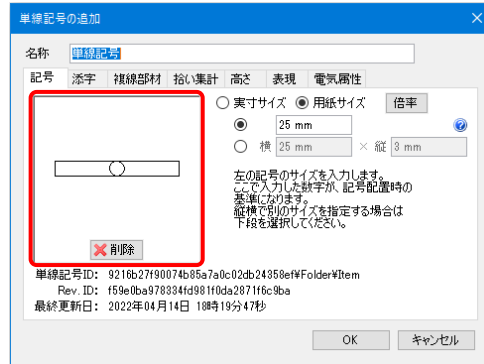 単線記号の追加
名称 単線記号
記号 添字 複線部材 拾い集計 高さ 表現 電気属性
実寸サイズ 用紙サイズ 倍率
25 mm
横 25 mm × 縦 3 mm
左の記号のサイズを入力します。
ここで入力した数字が、記号配置時の
基準になります。
縦横で別のサイズを指定する場合は
下段を選択してください。
削除
単線記号ID: 9216b27f90074b85a7a0c02db24358ef¥Folder¥Item
Rev. ID: f59e0ba978334fd981f0da2871f6c9ba
最終更新日: 2022年04月14日 18時19分47秒
OK キャンセル